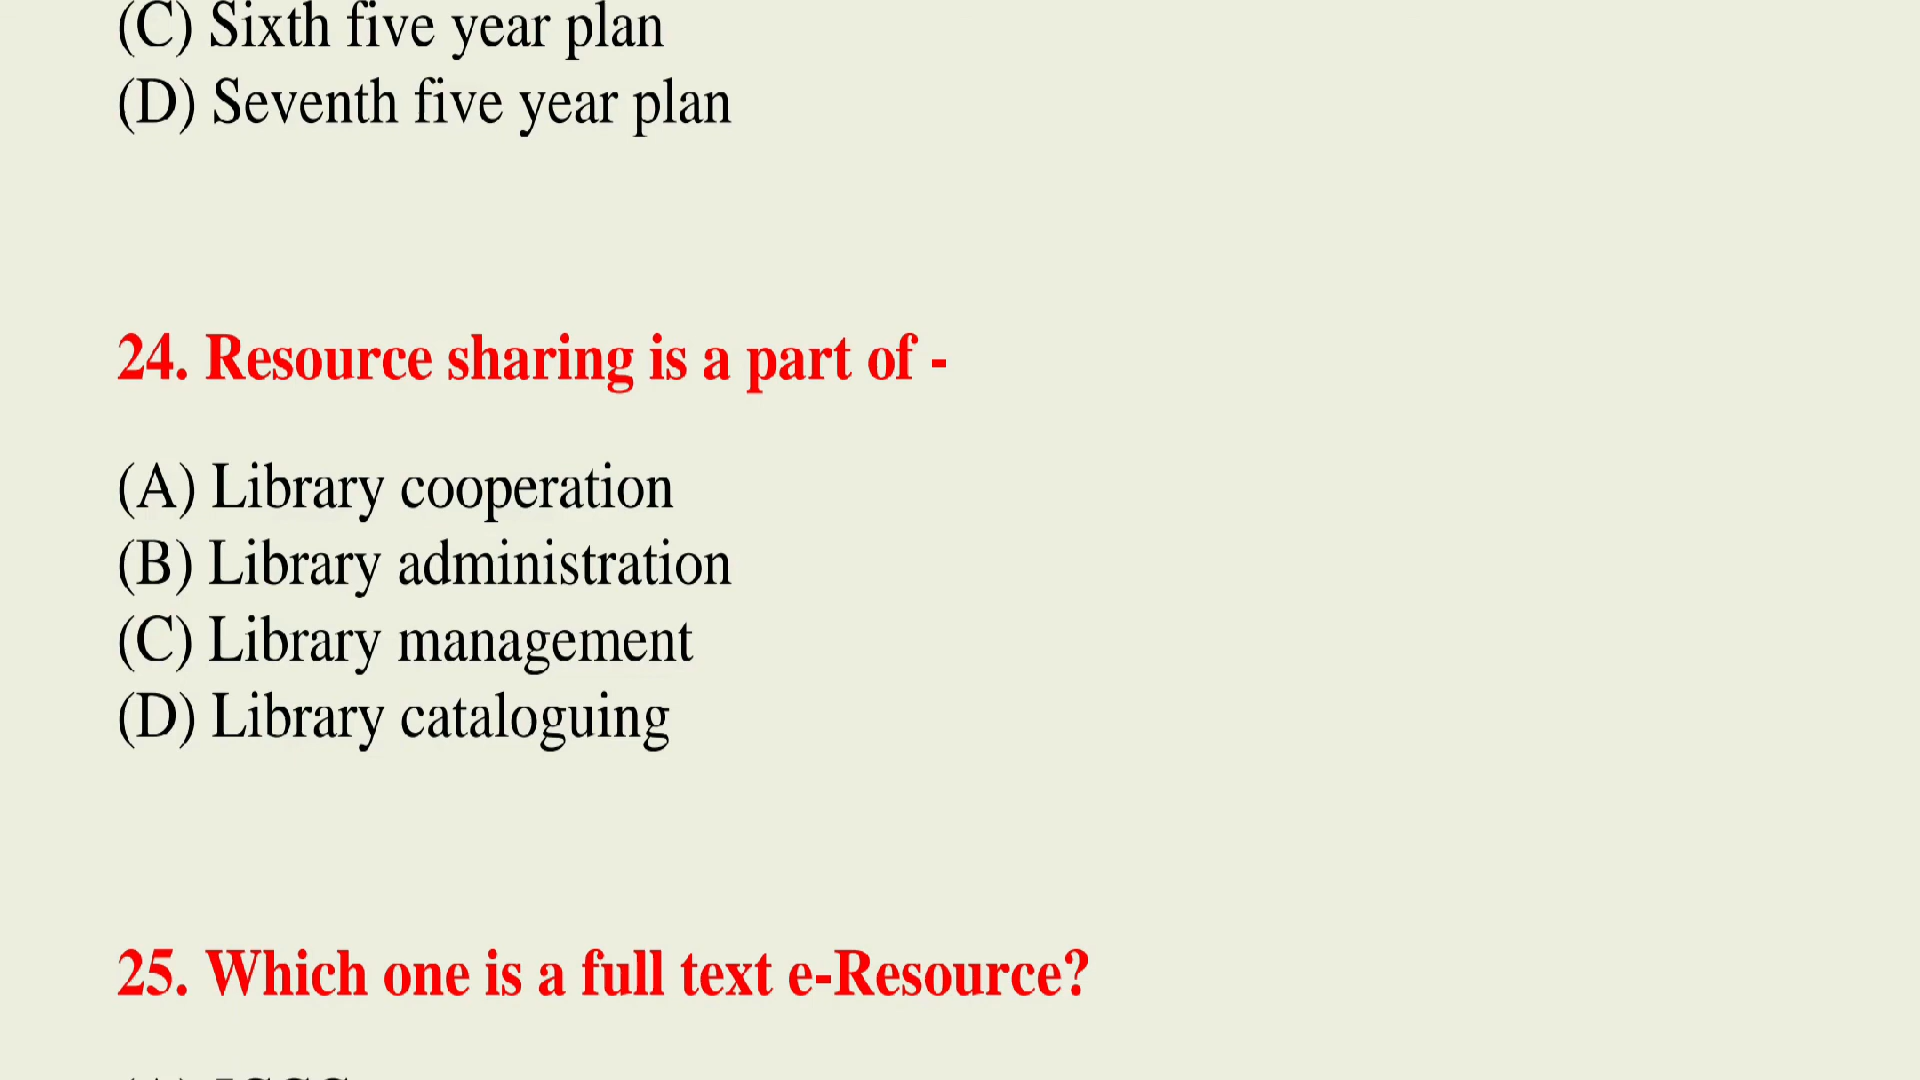 (C) Sixth five year plan
(D) Seventh five year plan
24. Resource sharing is a part of -
(A) Library cooperation
(B) Library administration
(C) Library management
(D) Library cataloguing
25. Which one is a full text e-Resource?